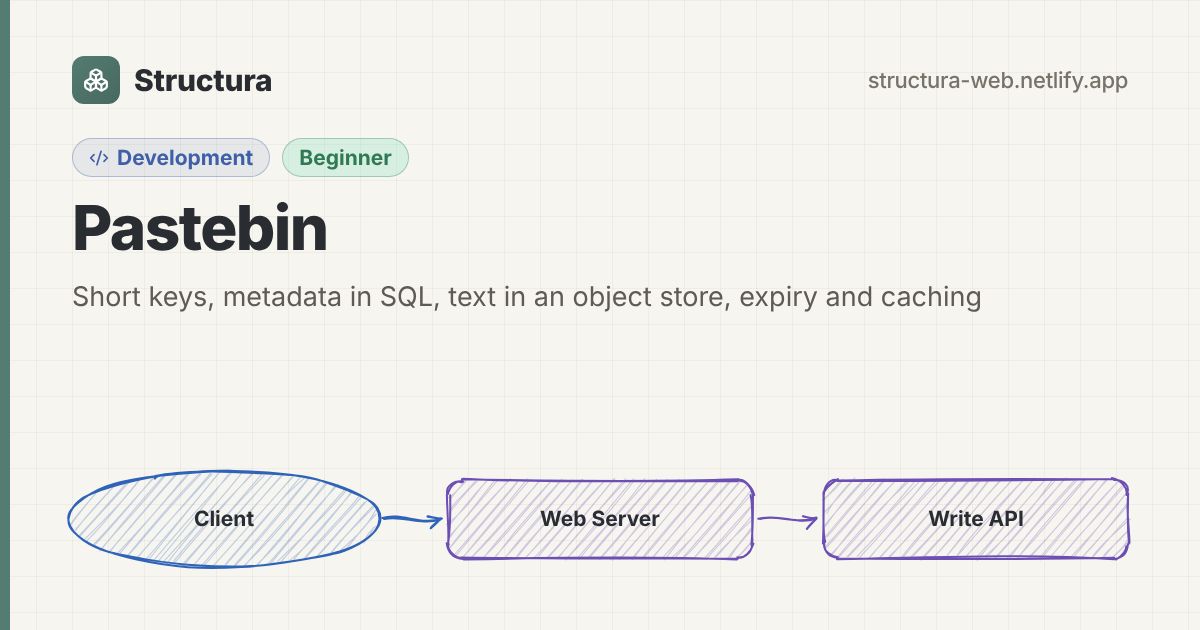 Structura
structura-web.netlify.app
Development
Beginner
Pastebin
Short keys, metadata in SQL, text in an object store, expiry and caching
Client
Web Server
Write API